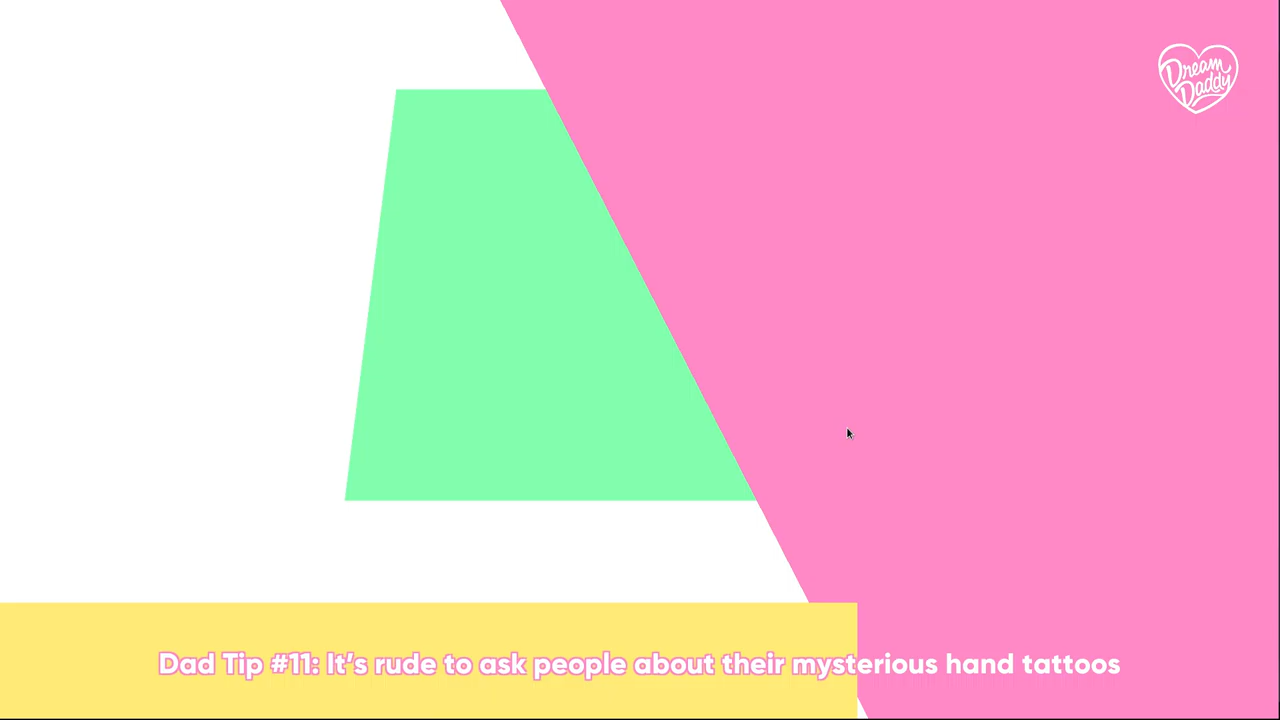 Dream
Daddy
Dad Tip #11: It's rude to ask people about their mysterious hand tattoos